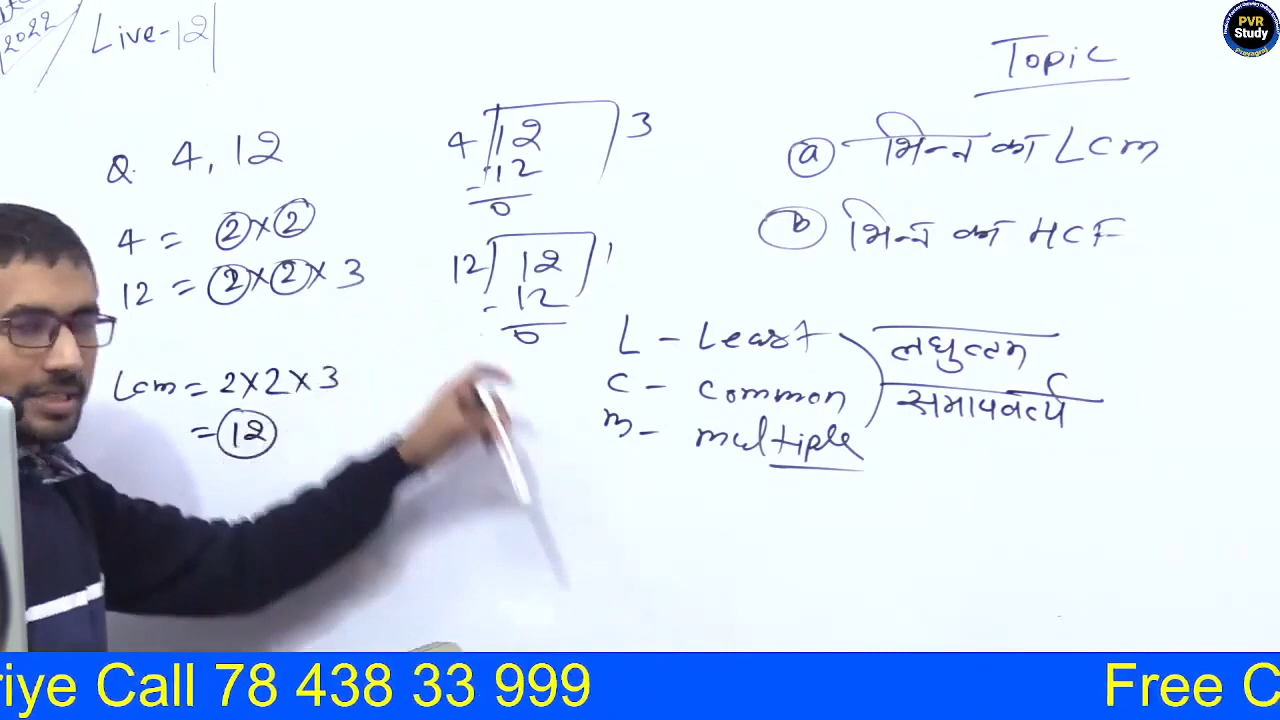 2022
Live-12
Q. 4, 12
4 = 2×2
12 = 2×2×3
Lcm = 2×2×3
= 12
4 12 3
-12
0
12 12 1
-12
0
Topic
a भिन्न का LCM
b भिन्न का HCF
L - Least
C - Common
m - multiple
लघुत्तम
समापवर्त्य
PVR
Study
Prayagraj
riye Call 78 438 33 999
Free C